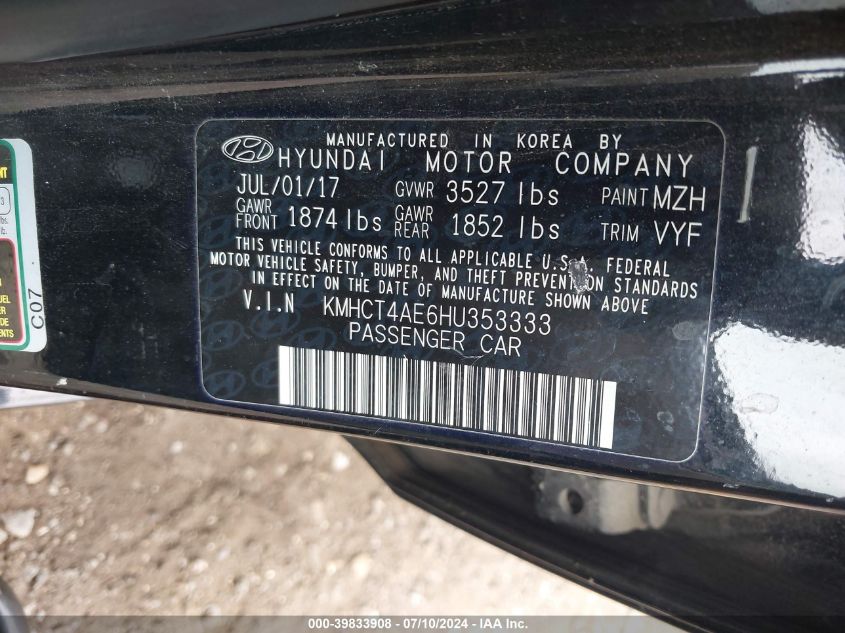 MANUFACTURED IN KOREA BY
HYUNDAI MOTOR COMPANY
JUL/01/17 GVWR 3527 lbs PAINT MZH
GAWR FRONT 1874 lbs GAWR REAR 1852 lbs TRIM VYF
THIS VEHICLE CONFORMS TO ALL APPLICABLE U.S.A. FEDERAL
MOTOR VEHICLE SAFETY, BUMPER, AND THEFT PREVENTION STANDARDS
IN EFFECT ON THE DATE OF MANUFACTURE SHOWN ABOVE
V.I.N KMHCT4AE6HU353333
PASSENGER CAR
C07
000-39833908 - 07/10/2024 - IAA Inc.